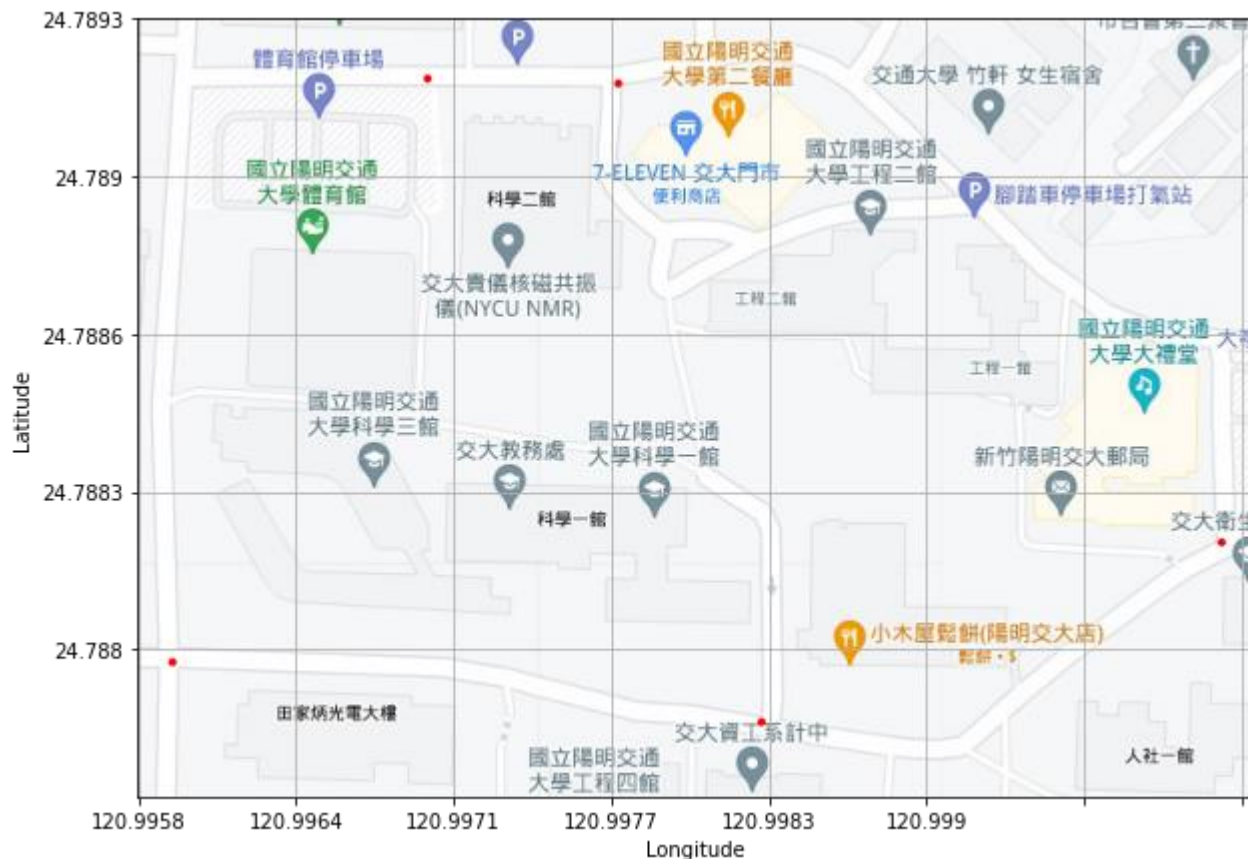 24.7893
24.789
24.7886
24.7883
24.788
Latitude
體育館停車場
P
P
國立陽明交通
大學第二餐廳
交通大學 竹軒 女生宿舍
國立陽明交通
大學體育館
科學二館
7-ELEVEN 交大門市
便利商店
國立陽明交通
大學工程二館
P
腳踏車停車場打氣站
交大貴儀核磁共振
儀(NYCU NMR)
工程二館
國立陽明交通
大學大禮堂
工程一館
國立陽明交通
大學科學三館
交大教務處
國立陽明交通
大學科學一館
新竹陽明交大郵局
科學一館
交大衛生
小木屋鬆餅(陽明交大店)
鬆餅・$
田家炳光電大樓
交大資工系計中
國立陽明交通
大學工程四館
人社一館
120.9958
120.9964
120.9971
120.9977
120.9983
120.999
Longitude